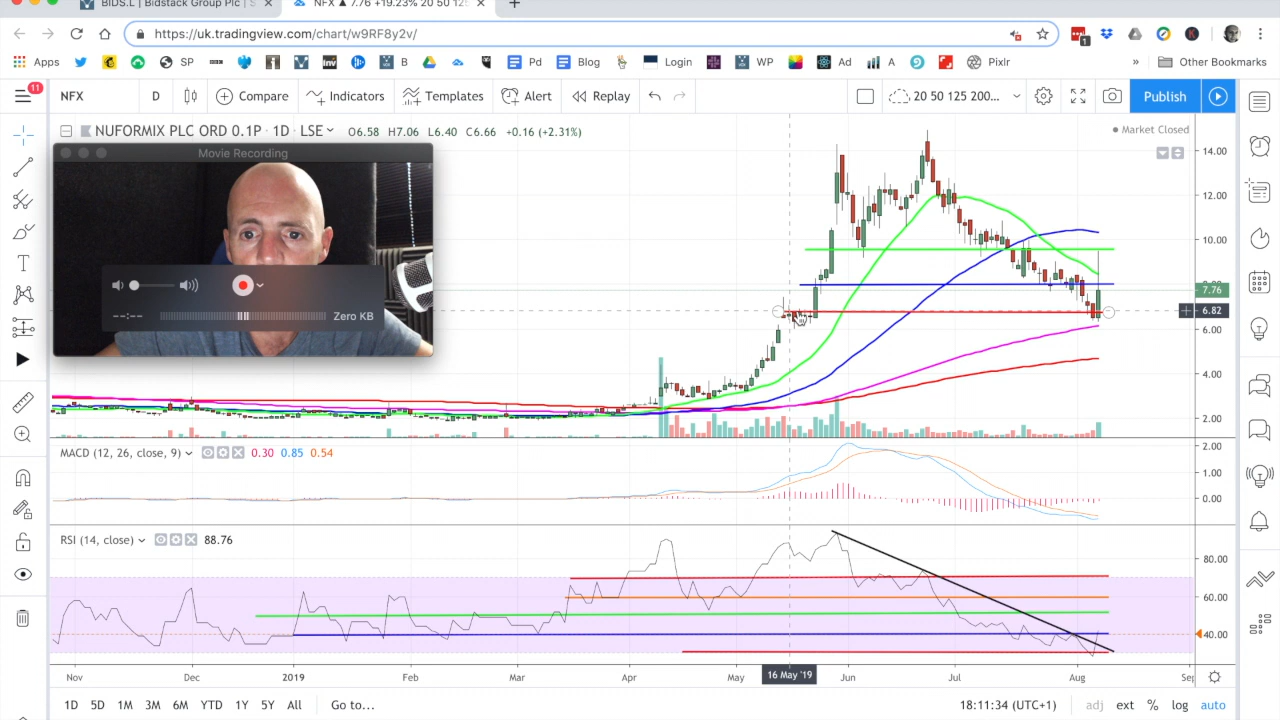 BIDS.L | Bidstack Group Plc | S
NFX ▲ 7.76 +19.23% 20 50 125
https://uk.tradingview.com/chart/w9RF8y2v/
1
Apps SP B Pd Blog Login WP Ad A Pixlr » Other Bookmarks
11
NFX D Compare Indicators Templates Alert Replay 20 50 125 200... Publish
NUFORMIX PLC ORD 0.1P · 1D · LSE O6.58 H7.06 L6.40 C6.66 +0.16 (+2.31%)
Market Closed
Movie Recording
--:-- Zero KB
14.00
12.00
10.00
7.76
6.82
6.00
4.00
2.00
MACD (12, 26, close, 9) 0.30 0.85 0.54
2.00
1.00
0.00
RSI (14, close) 88.76
80.00
60.00
40.00
Nov Dec 2019 Feb Mar Apr May 16 May '19 Jun Jul Aug Sep
1D 5D 1M 3M 6M YTD 1Y 5Y All Go to... 18:11:34 (UTC+1) adj ext % log auto